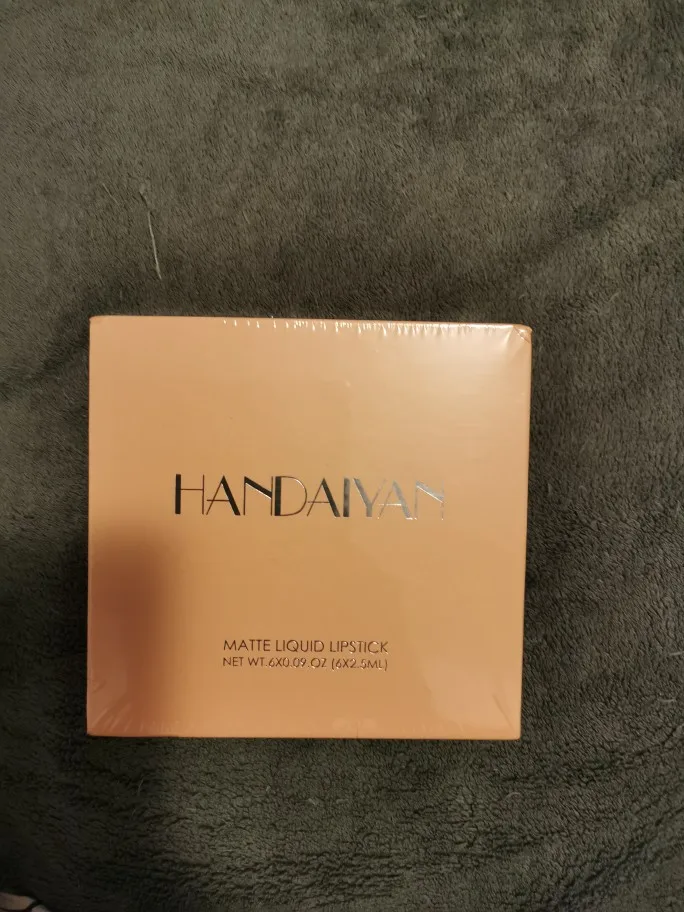 HANDAIYAN
MATTE LIQUID LIPSTICK
NET WT.6X0.09 OZ (6X2.5ML)